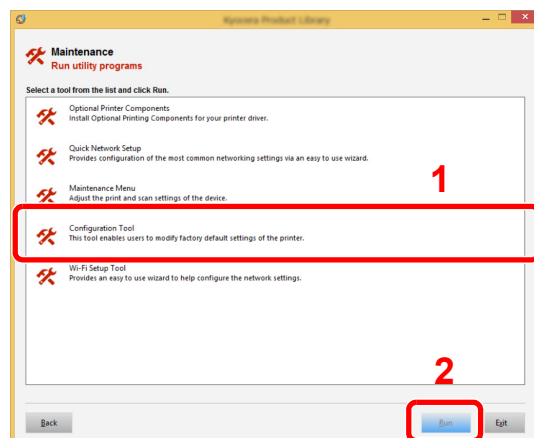 Kyocera Product Library
Maintenance
Run utility programs
Select a tool from the list and click Run.
Optional Printer Components
Install Optional Printing Components for your printer driver.
Quick Network Setup
Provides configuration of the most common networking settings via an easy to use wizard.
1
Maintenance Menu
Adjust the print and scan settings of the device.
Configuration Tool
This tool enables users to modify factory default settings of the printer.
Wi-Fi Setup Tool
Provides an easy to use wizard to help configure the network settings.
2
Back
Run
Exit